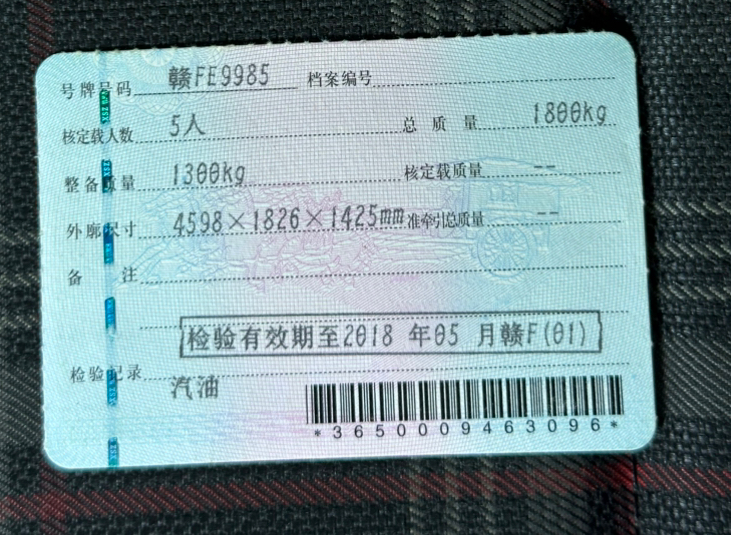 号牌号码 赣FE9985 档案编号
核定载人数 5人 总质量 1800kg
整备质量 1300kg 核定载质量 --
外廓尺寸 4598×1826×1425mm 准牵引总质量 --
备注
检验有效期至2018年05月赣F(01)
检验记录
汽油
*3650009463096*